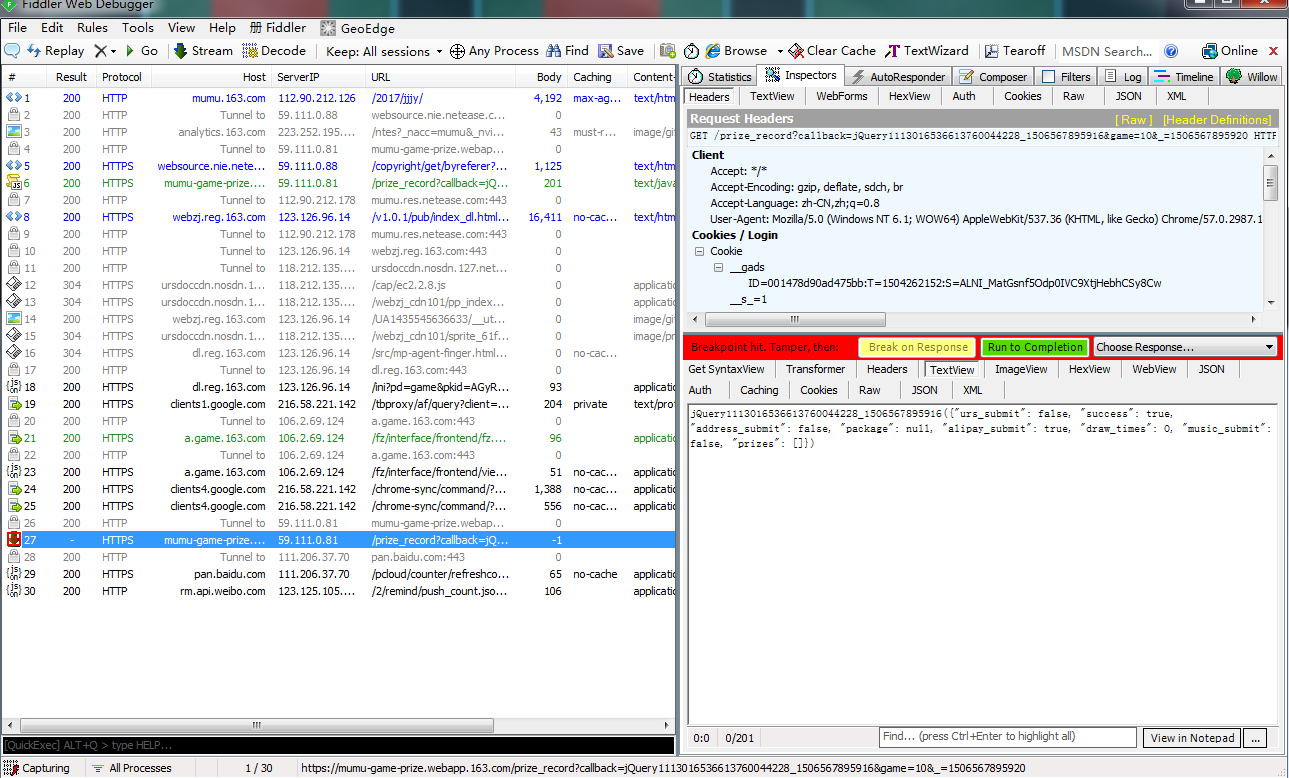 Fiddler Web Debugger
File Edit Rules Tools View Help Fiddler GeoEdge
Replay Go Stream Decode Keep: All sessions Any Process Find Save Browse Clear Cache TextWizard Tearoff MSDN Search... Online
# Result Protocol Host ServerIP URL Body Caching Content-
1 200 HTTP mumu.163.com 112.90.212.126 /2017/jjjy/ 4,192 max-ag... text/htm
2 200 HTTP Tunnel to 59.111.0.88 websource.nie.netease.c... 0
3 200 HTTP analytics.163.com 223.252.195.... /ntes?_nacc=mumu&_nvi... 43 must-r... image/gi
4 200 HTTP Tunnel to 59.111.0.81 mumu-game-prize.webap... 0
5 200 HTTPS websource.nie.nete... 59.111.0.88 /copyright/get/byreferer?... 1,125 text/htm
6 200 HTTPS mumu-game-prize.... 59.111.0.81 /prize_record?callback=jQ... 201 text/java
7 200 HTTP Tunnel to 59.111.0.81 mumu.res.netease.com:443 0
8 200 HTTPS webzj.reg.163.com 123.126.96.14 /v1.0.1/pub/index_dl.html... 16,411 no-cac... text/htm
9 200 HTTP Tunnel to 112.90.212.178 mumu.res.netease.com:443 0
10 200 HTTP Tunnel to 123.126.96.14 webzj.reg.163.com:443 0
11 200 HTTP Tunnel to 118.212.135.... ursdoccdn.nosdn.127.net... 0
12 304 HTTPS ursdoccdn.nosdn.1... 118.212.135.... /cap/ec2.2.8.js 0 applicatio
13 304 HTTPS ursdoccdn.nosdn.1... 118.212.135.... /webzj_cdn101/pp_index... 0 applicatio
14 200 HTTPS webzj.reg.163.com 123.126.96.14 /UA1435545636633/__ut... 0 image/gi
15 304 HTTPS ursdoccdn.nosdn.1... 118.212.135.... /webzj_cdn101/sprite_61f... 0 image/pn
16 304 HTTPS dl.reg.163.com 123.126.96.14 /src/mp-agent-finger.html... 0 no-cac...
17 200 HTTP Tunnel to 123.126.96.14 dl.reg.163.com:443 0
18 200 HTTPS dl.reg.163.com 123.126.96.14 /ini?pd=game&pkid=AGyR... 93 applicatio
19 200 HTTPS clients1.google.com 216.58.221.142 /tbproxy/af/query?client=... 204 private text/prot
20 200 HTTP Tunnel to 106.2.69.124 a.game.163.com:443 0
21 200 HTTPS a.game.163.com 106.2.69.124 /fz/interface/frontend/fz.... 96 applicatio
22 200 HTTP Tunnel to 106.2.69.124 a.game.163.com:443 0
23 200 HTTPS a.game.163.com 106.2.69.124 /fz/interface/frontend/vie... 51 no-cac... applicatio
24 200 HTTPS clients4.google.com 216.58.221.142 /chrome-sync/command/?... 1,388 no-cac... applicatio
25 200 HTTPS clients4.google.com 216.58.221.142 /chrome-sync/command/?... 556 no-cac... applicatio
26 200 HTTP Tunnel to 59.111.0.81 mumu-game-prize.webap... 0
27 - HTTPS mumu-game-prize.... 59.111.0.81 /prize_record?callback=jQ... -1
28 200 HTTP Tunnel to 111.206.37.70 pan.baidu.com:443 0
29 200 HTTPS pan.baidu.com 111.206.37.70 /pcloud/counter/refreshco... 65 no-cache applicatio
30 200 HTTP rm.api.weibo.com 123.125.105.... /2/remind/push_count.jso... 106 applicatio
[QuickExec] ALT+Q > type HELP...
Statistics Inspectors AutoResponder Composer Filters Log Timeline Willow
Headers TextView WebForms HexView Auth Cookies Raw JSON XML
Request Headers [ Raw ] [Header Definitions]
GET /prize_record?callback=jQuery1113016536613760044228_1506567895916&game=10&_=1506567895920 HTTP
Client
Accept: */*
Accept-Encoding: gzip, deflate, sdch, br
Accept-Language: zh-CN,zh;q=0.8
User-Agent: Mozilla/5.0 (Windows NT 6.1; WOW64) AppleWebKit/537.36 (KHTML, like Gecko) Chrome/57.0.2987.1
Cookies / Login
Cookie
__gads
ID=001478d90ad475bb:T=1504262152:S=ALNI_MatGsnf5Odp0IVC9XtjHebhCSy8Cw
__s_=1
Breakpoint hit. Tamper, then: Break on Response Run to Completion Choose Response...
Get SyntaxView Transformer Headers TextView ImageView HexView WebView JSON
Auth Caching Cookies Raw JSON XML
jQuery1113016536613760044228_1506567895916({"urs_submit": false, "success": true,
"address_submit": false, "package": null, "alipay_submit": true, "draw_times": 0, "music_submit":
false, "prizes": []})
0:0 0/201 Find... (press Ctrl+Enter to highlight all) View in Notepad ...
Capturing All Processes 1 / 30 https://mumu-game-prize.webapp.163.com/prize_record?callback=jQuery1113016536613760044228_1506567895916&game=10&_=1506567895920